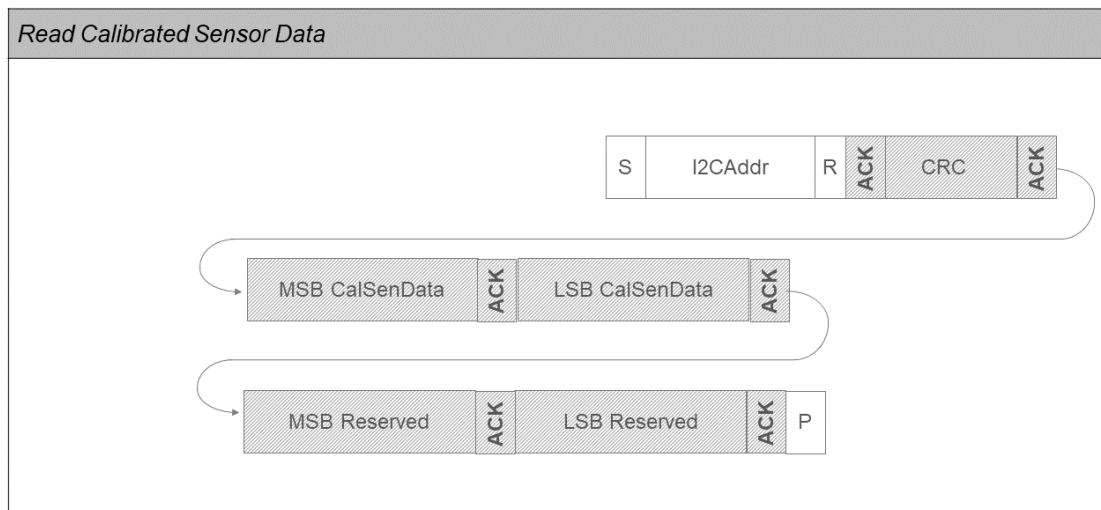 Read Calibrated Sensor Data
S I2CAddr R ACK CRC ACK
MSB CalSenData ACK LSB CalSenData ACK
MSB Reserved ACK LSB Reserved ACK P